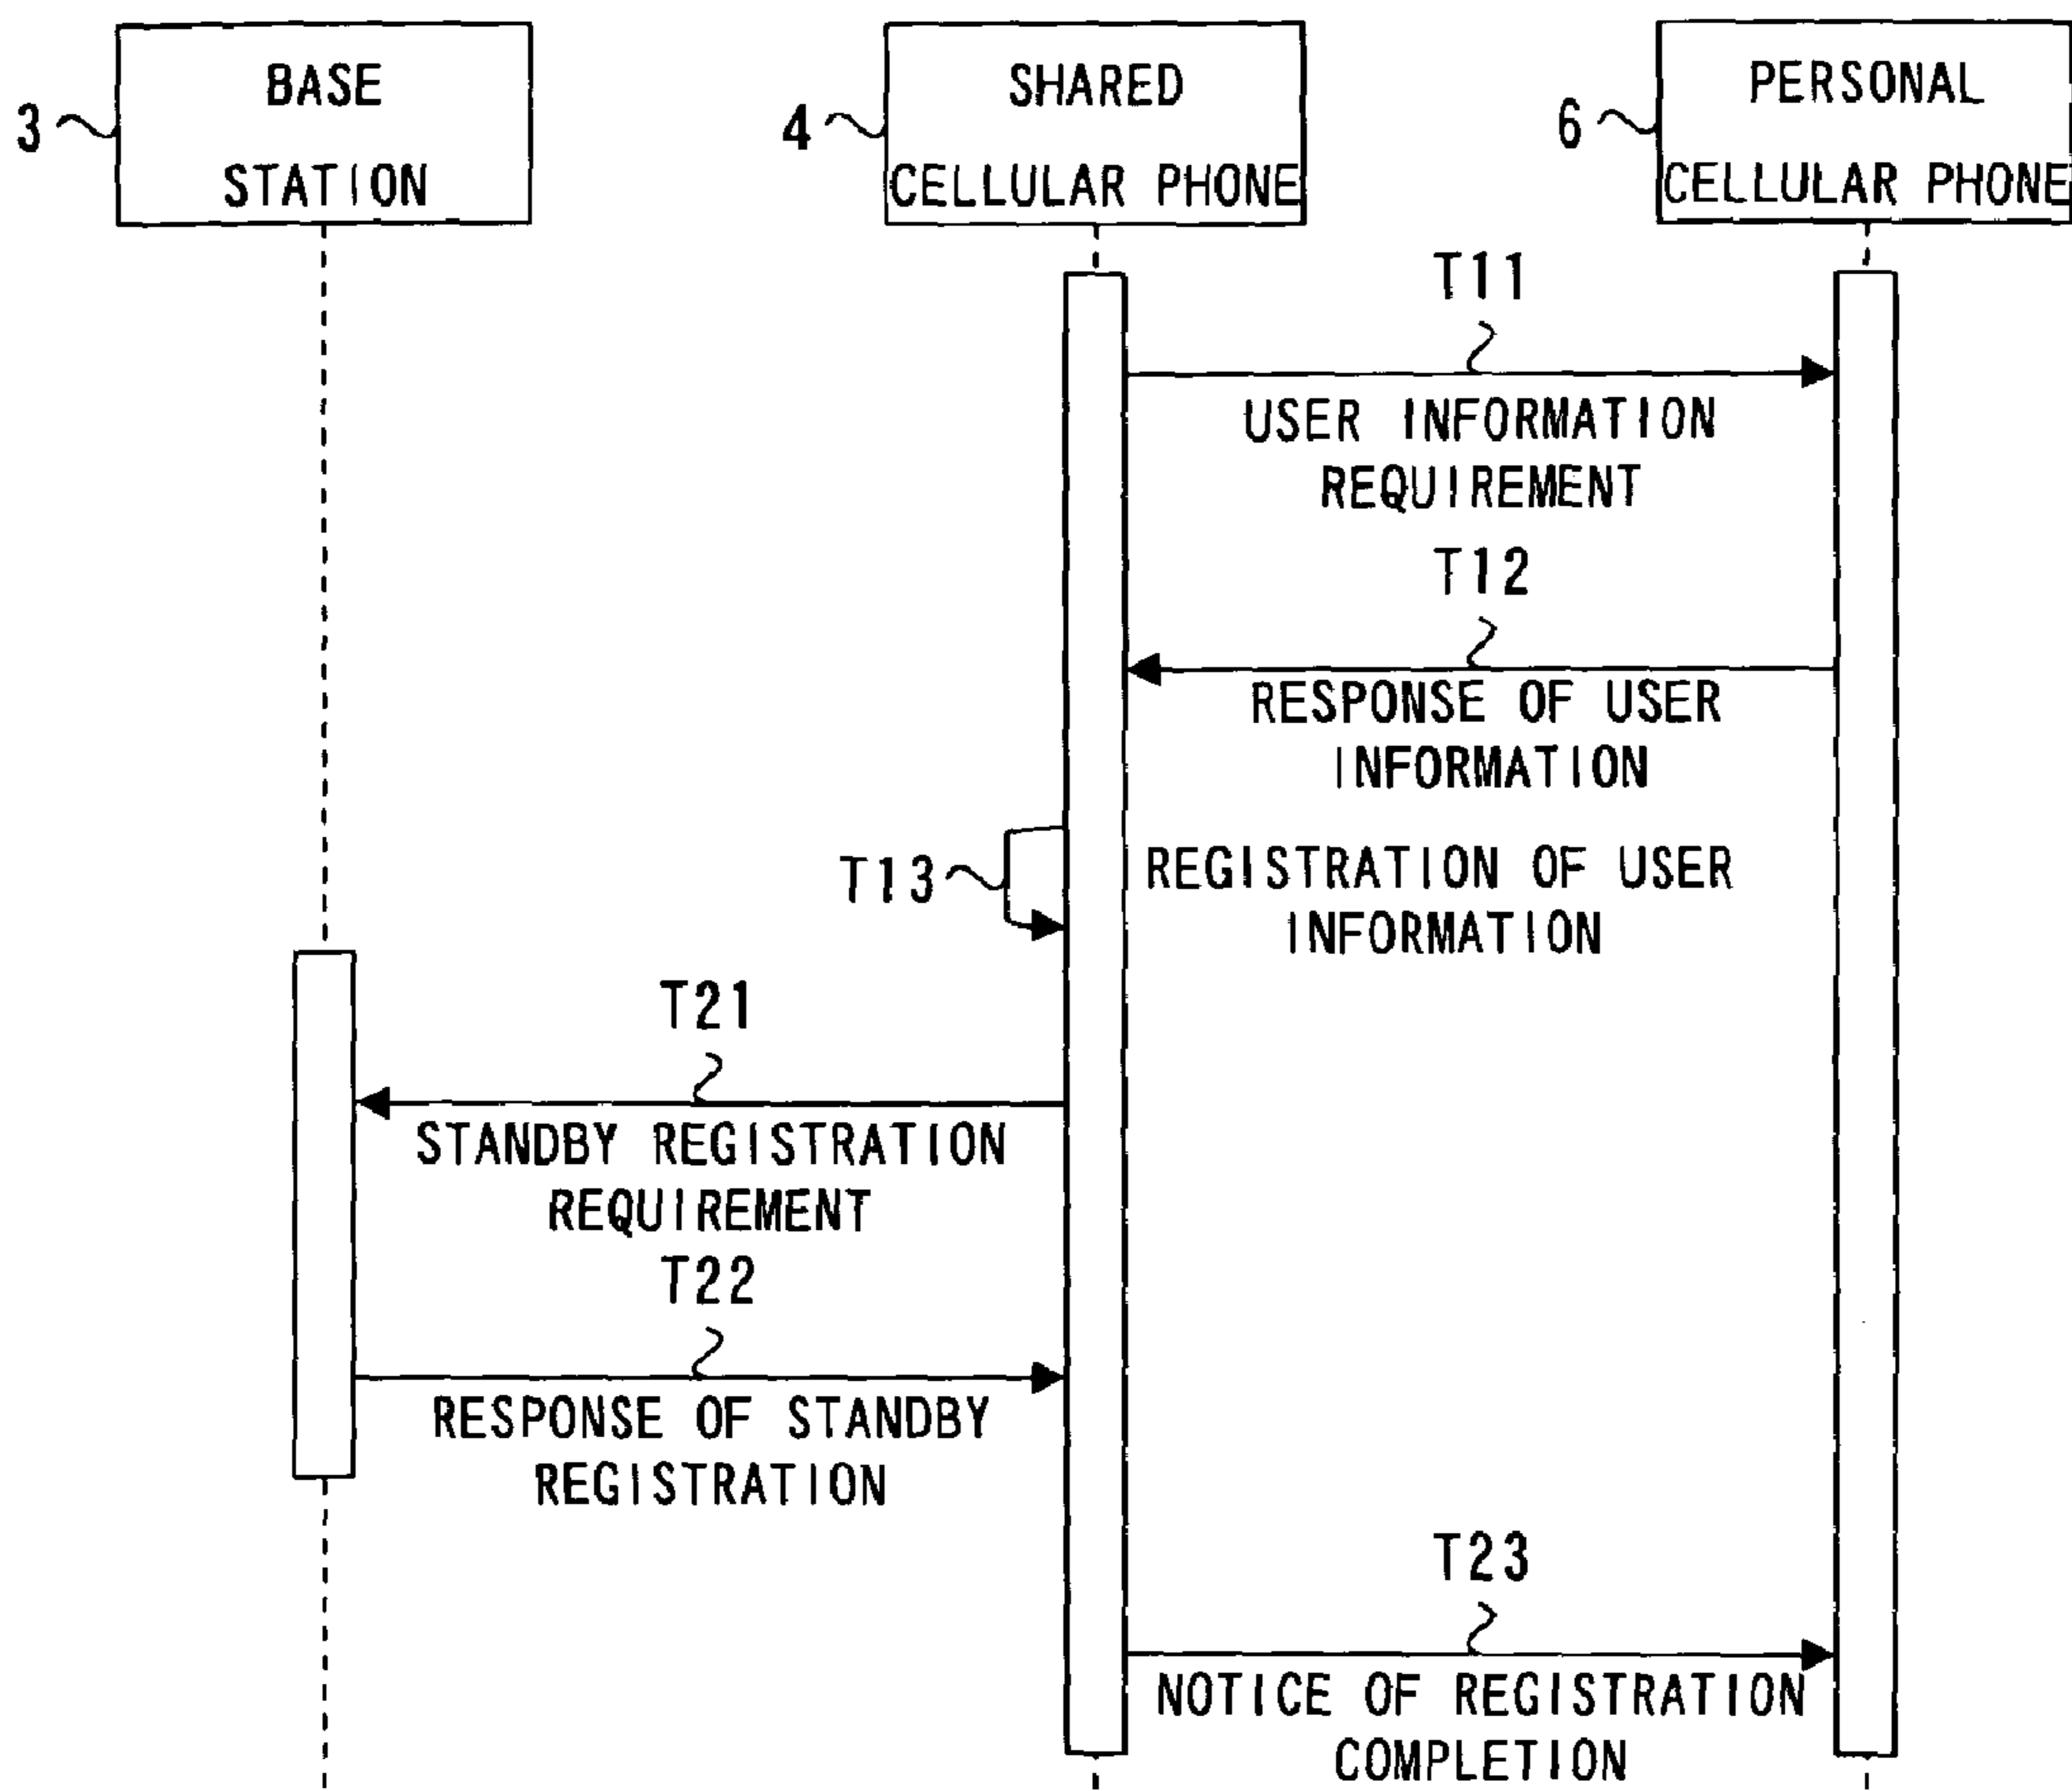 BASE
STATION
3
SHARED
CELLULAR PHONE
4
PERSONAL
CELLULAR PHONE
6
T11
USER INFORMATION
REQUIREMENT
T12
RESPONSE OF USER
INFORMATION
T13
REGISTRATION OF USER
INFORMATION
T21
STANDBY REGISTRATION
REQUIREMENT
T22
RESPONSE OF STANDBY
REGISTRATION
T23
NOTICE OF REGISTRATION
COMPLETION